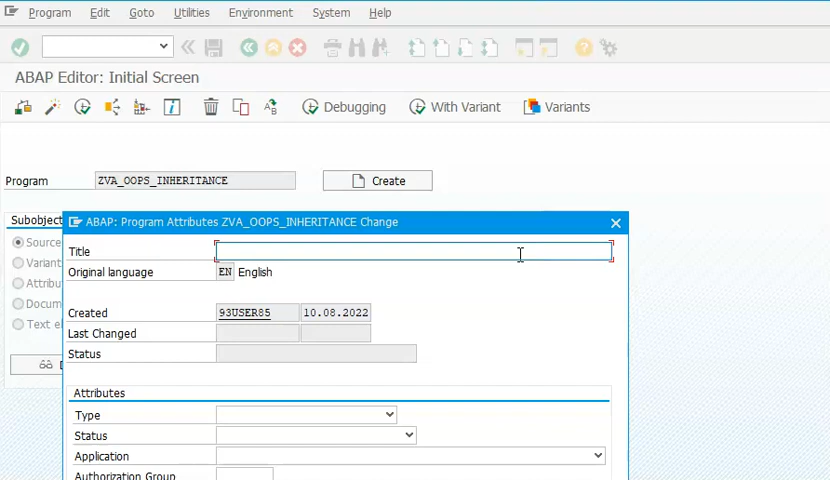 Program Edit Goto Utilities Environment System Help
ABAP Editor: Initial Screen
Debugging With Variant Variants
Program ZVA_OOPS_INHERITANCE Create
Subobject
ABAP: Program Attributes ZVA_OOPS_INHERITANCE Change
Source
Title
Variant
Original language EN English
Attribu
Docum
Created 93USER85 10.08.2022
Text el
Last Changed
Status
Attributes
Type
Status
Application
Authorization Group